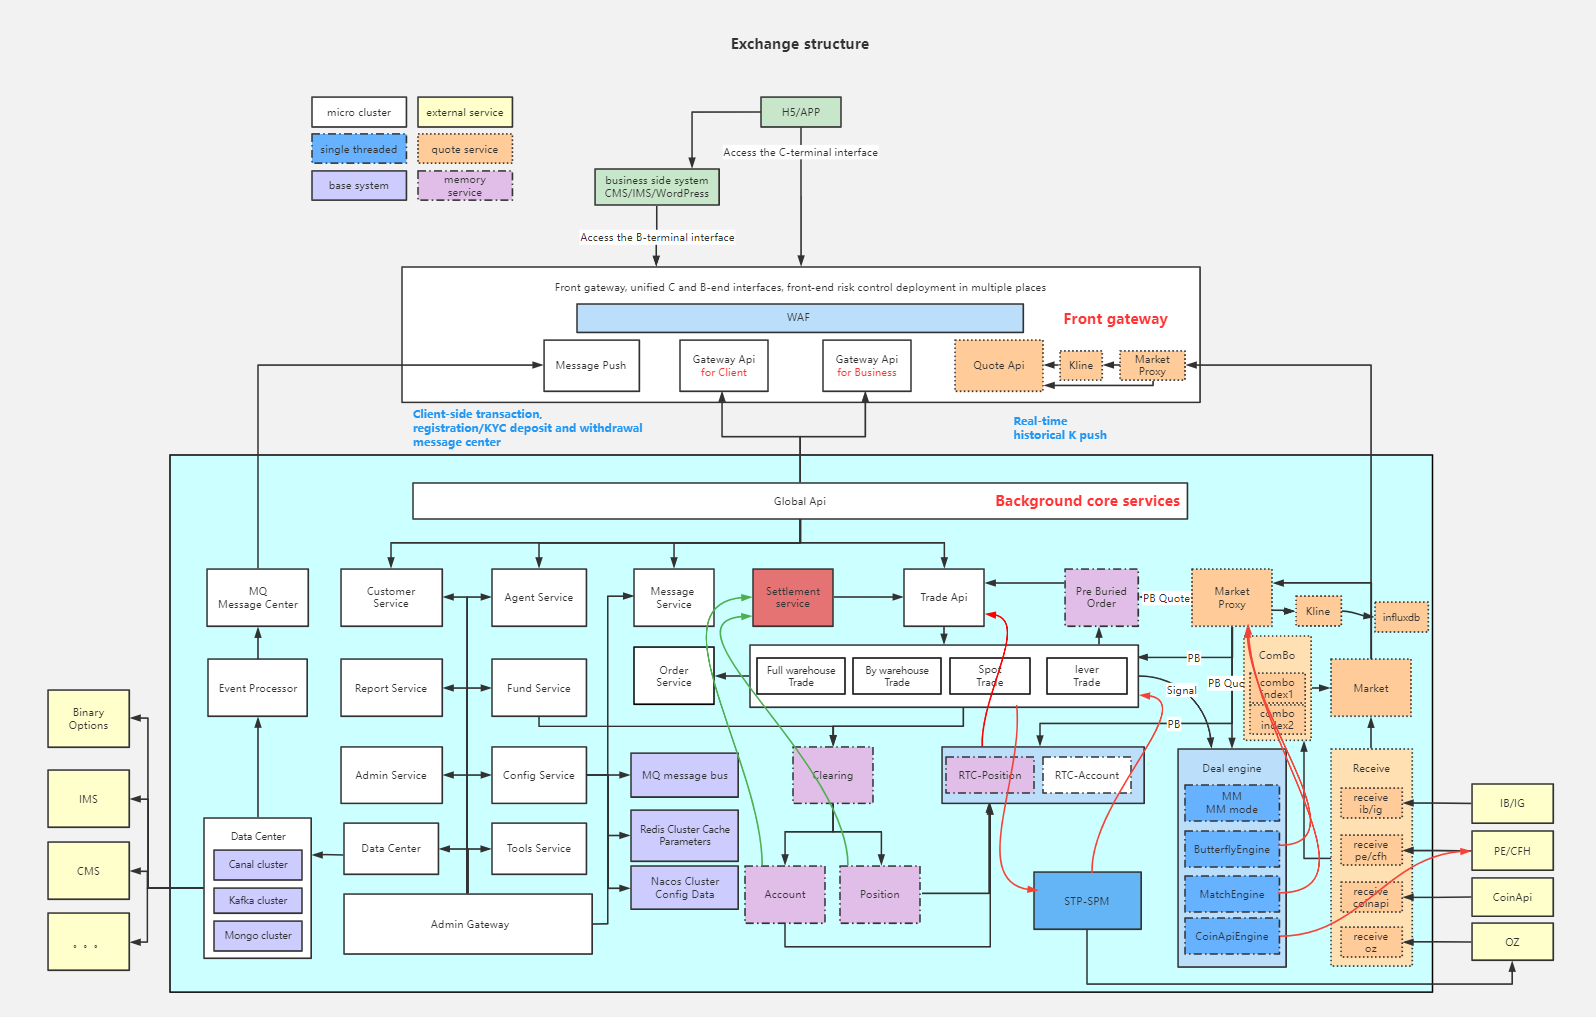 Exchange structure
micro cluster
external service
single threaded
quote service
base system
memory
service
H5/APP
Access the C-terminal interface
business side system
CMS/IMS/WordPress
Access the B-terminal interface
Front gateway, unified C and B-end interfaces, front-end risk control deployment in multiple places
WAF
Front gateway
Message Push
Gateway Api
for Client
Gateway Api
for Business
Quote Api
Kline
Market
Proxy
Client-side transaction,
registration/KYC deposit and withdrawal
message center
Real-time
historical K push
Global Api
Background core services
MQ
Message Center
Customer
Service
Agent Service
Message
Service
Settlement
service
Trade Api
Pre Buried
Order
PB Quote
Market
Proxy
Kline
influxdb
Event Processor
Report Service
Fund Service
Order
Service
Full warehouse
Trade
By warehouse
Trade
Spot
Trade
lever
Trade
PB
Signal
PB Quo
PB
ComBo
combo
index1
combo
index2
Market
Binary
Options
IMS
CMS
。。。
Admin Service
Config Service
MQ message bus
Clearing
RTC-Position
RTC-Account
Deal engine
MM
MM mode
ButterflyEngine
MatchEngine
CoinApiEngine
Receive
receive
ib/ig
receive
pe/cfh
receive
coinapi
receive
oz
IB/IG
PE/CFH
CoinApi
OZ
Data Center
Canal cluster
Kafka cluster
Mongo cluster
Data Center
Tools Service
Redis Cluster Cache
Parameters
Nacos Cluster
Config Data
Admin Gateway
Account
Position
STP-SPM